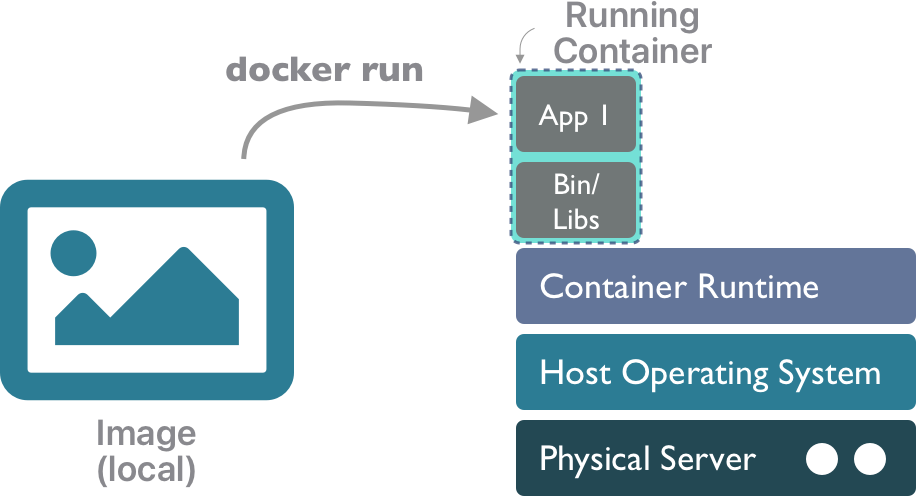 Running
Container
docker run
App 1
Bin/
Libs
Container Runtime
Host Operating System
Physical Server
Image
(local)